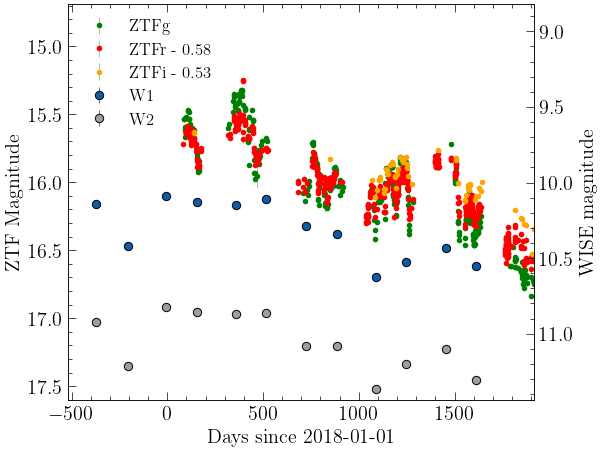 ZTFg
ZTFr - 0.58
ZTFi - 0.53
W1
W2
15.0
15.5
16.0
16.5
17.0
17.5
ZTF Magnitude
9.0
9.5
10.0
10.5
11.0
WISE magnitude
−500
0
500
1000
1500
Days since 2018-01-01